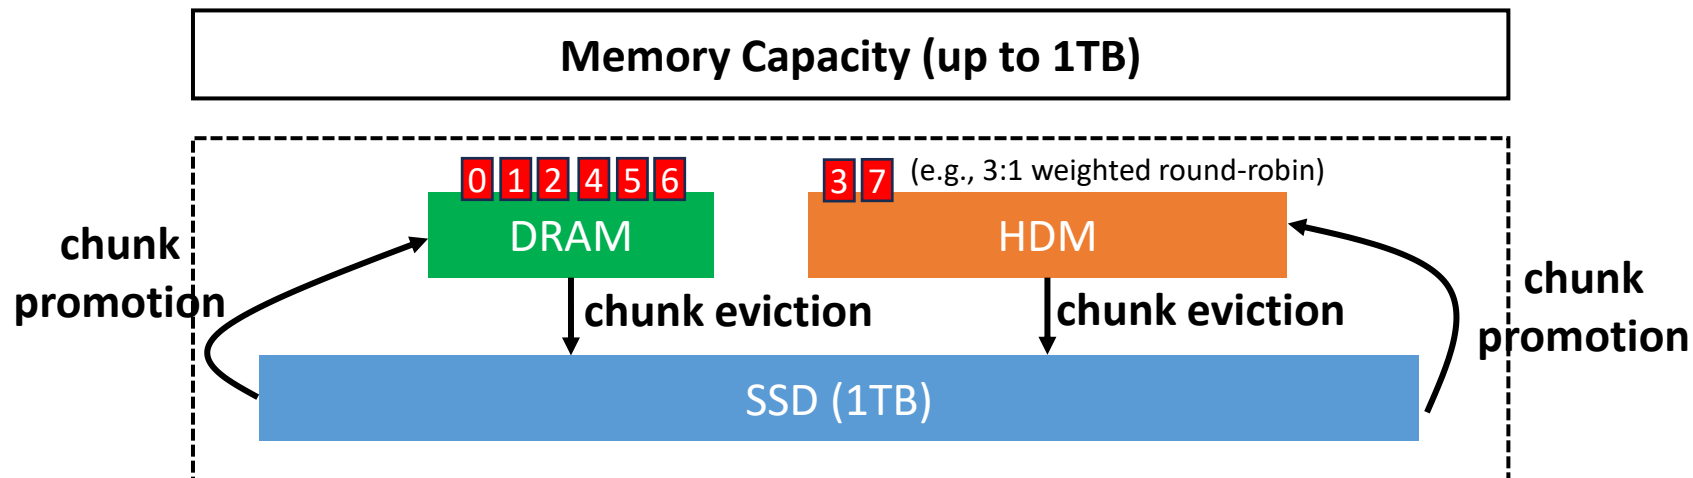 Memory Capacity (up to 1TB)
0 1 2 4 5 6
3 7 (e.g., 3:1 weighted round-robin)
DRAM
HDM
chunk
promotion
chunk eviction
chunk eviction
chunk
promotion
SSD (1TB)